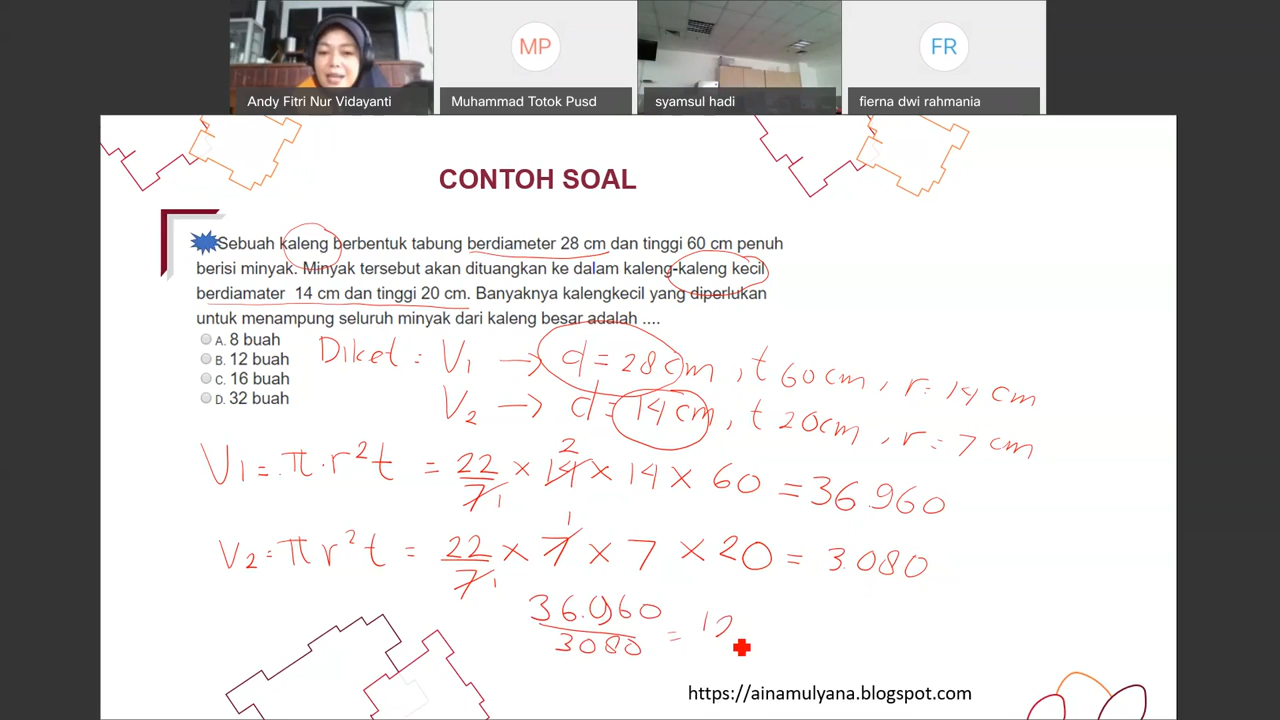 MP
FR
Andy Fitri Nur Vidayanti
Muhammad Totok Pusd
syamsul hadi
fierna dwi rahmania
CONTOH SOAL
Sebuah kaleng berbentuk tabung berdiameter 28 cm dan tinggi 60 cm penuh
berisi minyak. Minyak tersebut akan dituangkan ke dalam kaleng-kaleng kecil
berdiamater 14 cm dan tinggi 20 cm. Banyaknya kalengkecil yang diperlukan
untuk menampung seluruh minyak dari kaleng besar adalah ....
A. 8 buah
B. 12 buah
C. 16 buah
D. 32 buah
Diket : V1 → d = 28 cm, t 60 cm, r = 14 cm
V2 → d = 14 cm, t 20 cm, r = 7 cm
V1 = π . r² t = 22/7 × 14 × 14 × 60 = 36.960
2
1
V2 = π r² t = 22/7 × 7 × 7 × 20 = 3.080
1
1
36.960/3080 = 12
https://ainamulyana.blogspot.com